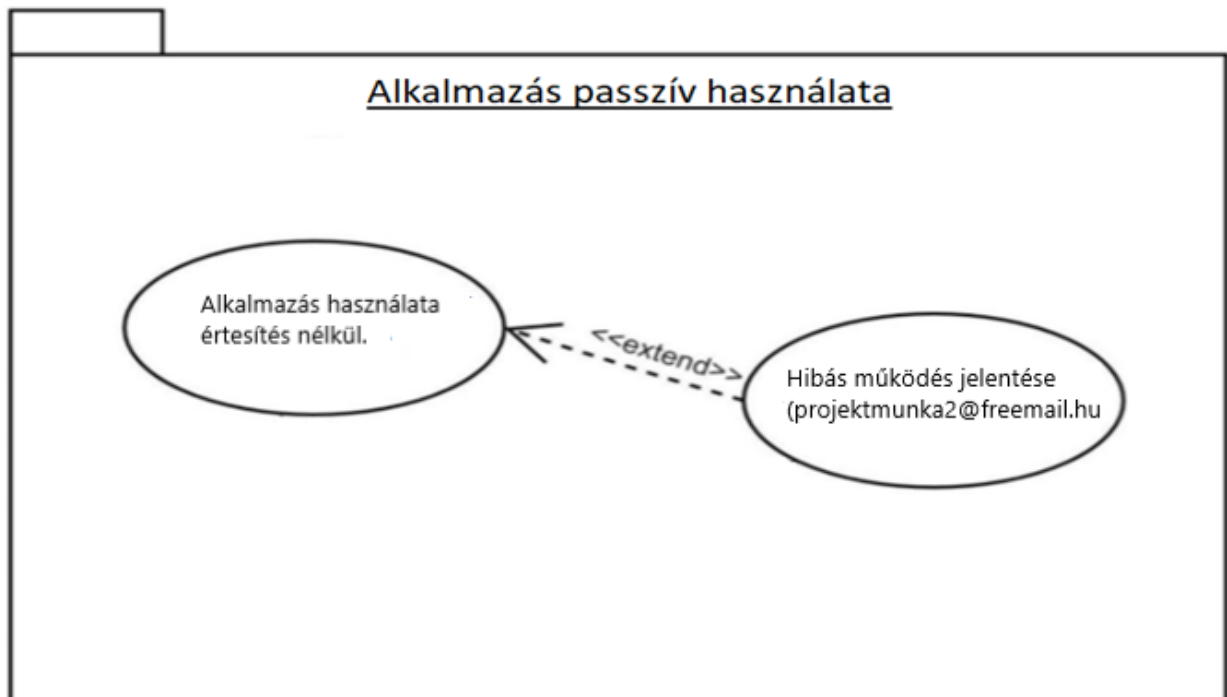 Alkalmazás passzív használata
Alkalmazás használata
értesítés nélkül.
<<extend>>
Hibás működés jelentése
(projektmunka2@freemail.hu